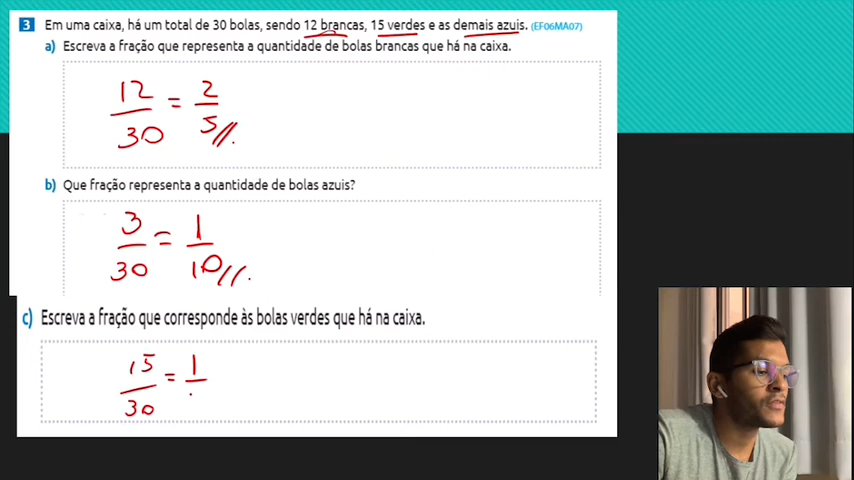 3 Em uma caixa, há um total de 30 bolas, sendo 12 brancas, 15 verdes e as demais azuis. (EF06MA07)
a) Escreva a fração que representa a quantidade de bolas brancas que há na caixa.
12/30 = 2/5//.
b) Que fração representa a quantidade de bolas azuis?
3/30 = 1/10//.
c) Escreva a fração que corresponde às bolas verdes que há na caixa.
15/30 = 1/